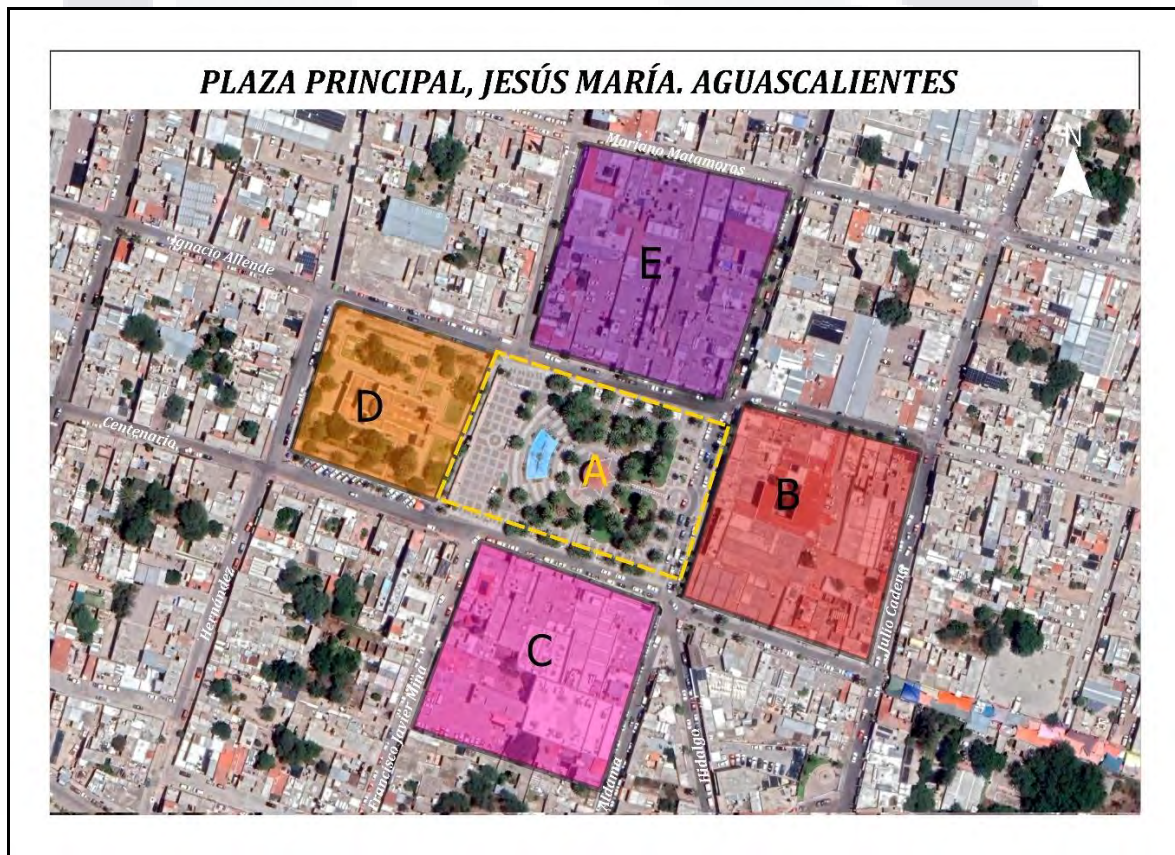 PLAZA PRINCIPAL, JESÚS MARÍA. AGUASCALIENTES
N
Mariano Matamoros
Ignacio Allende
E
D
Centenario
A
B
Hernández
C
Francisco Javier Mina
Aldama
Hidalgo
Julio Cadena